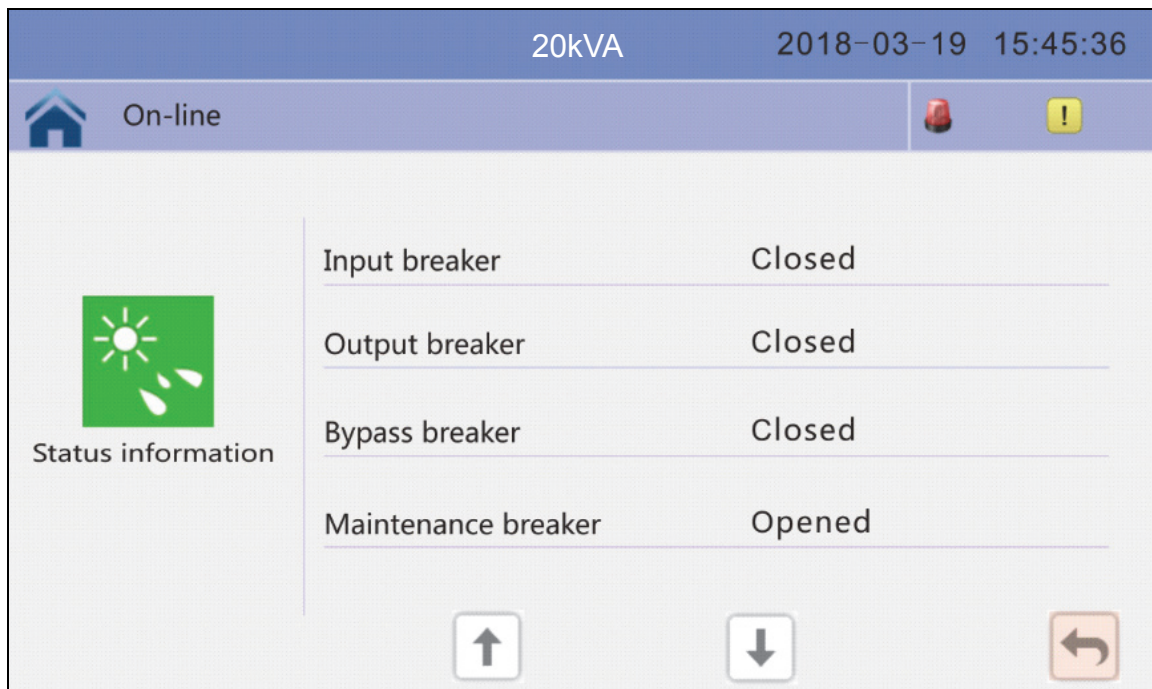 20kVA 2018-03-19 15:45:36
On-line !
Input breaker Closed
Output breaker Closed
Bypass breaker Closed
Status information
Maintenance breaker Opened